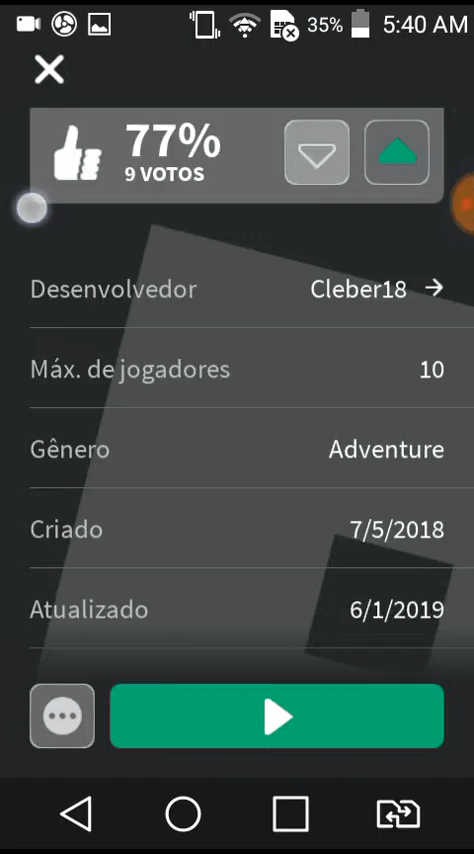 35% 5:40 AM
77%
9 VOTOS
Desenvolvedor Cleber18 →
Máx. de jogadores 10
Gênero Adventure
Criado 7/5/2018
Atualizado 6/1/2019